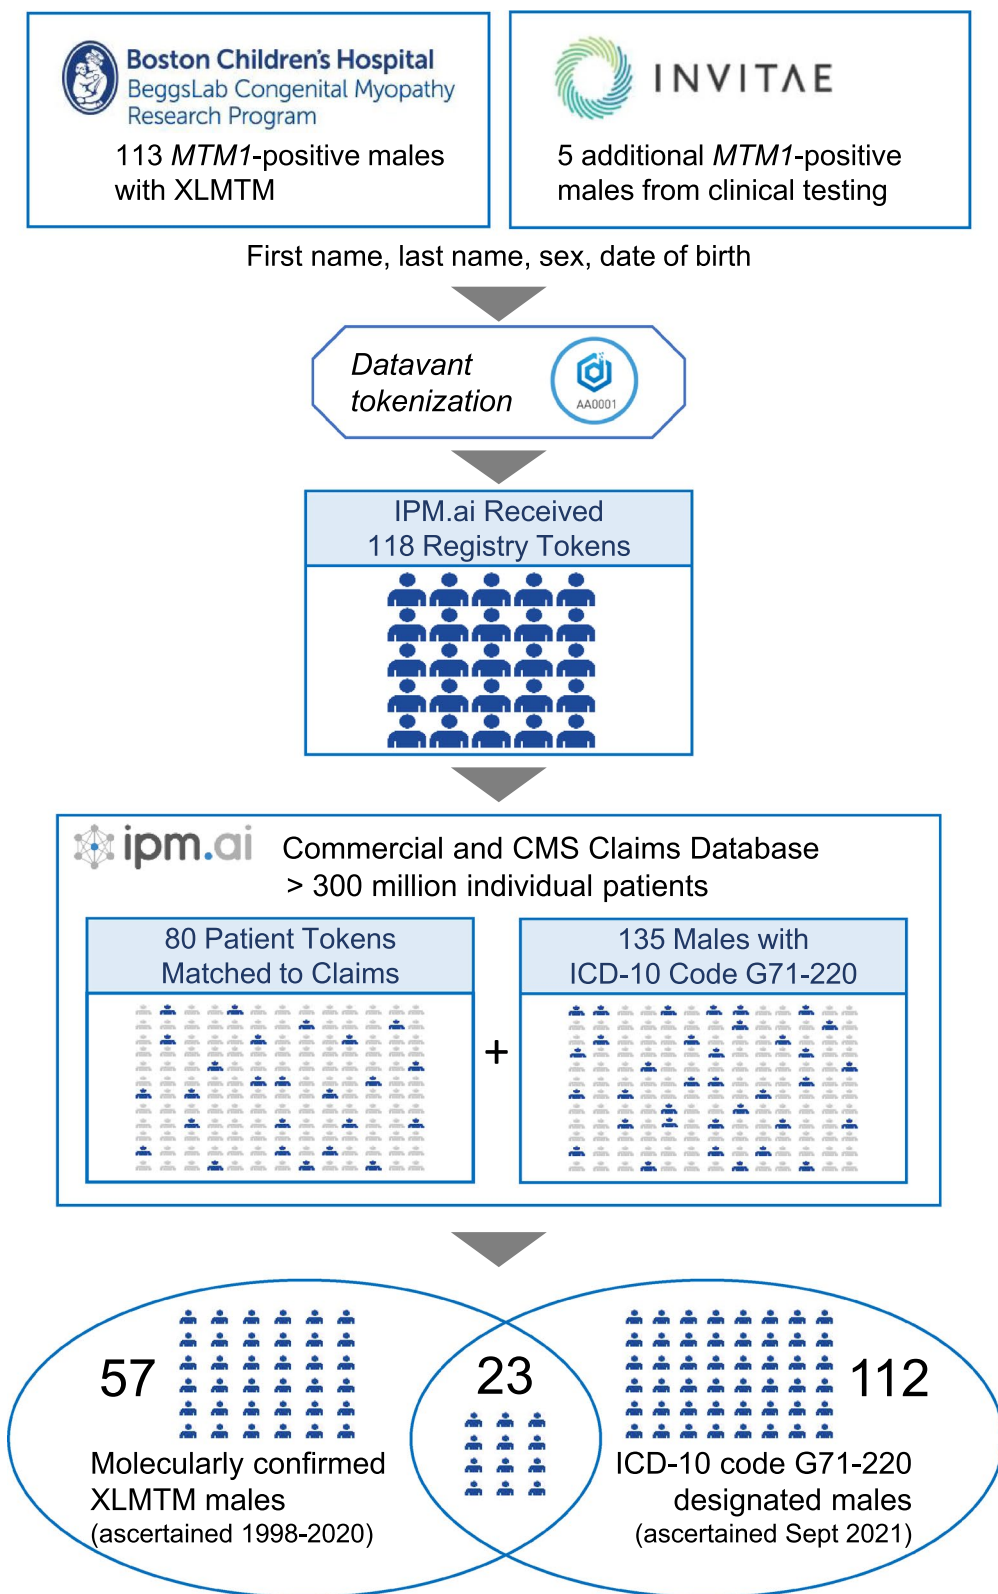 Boston Children's Hospital
BeggsLab Congenital Myopathy
Research Program
113 MTM1-positive males
with XLMTM
INVITAE
5 additional MTM1-positive
males from clinical testing
First name, last name, sex, date of birth
Datavant
tokenization
AA0001
IPM.ai Received
118 Registry Tokens
ipm.ai
Commercial and CMS Claims Database
> 300 million individual patients
80 Patient Tokens
Matched to Claims
+
135 Males with
ICD-10 Code G71-220
57
Molecularly confirmed
XLMTM males
(ascertained 1998-2020)
23
112
ICD-10 code G71-220
designated males
(ascertained Sept 2021)